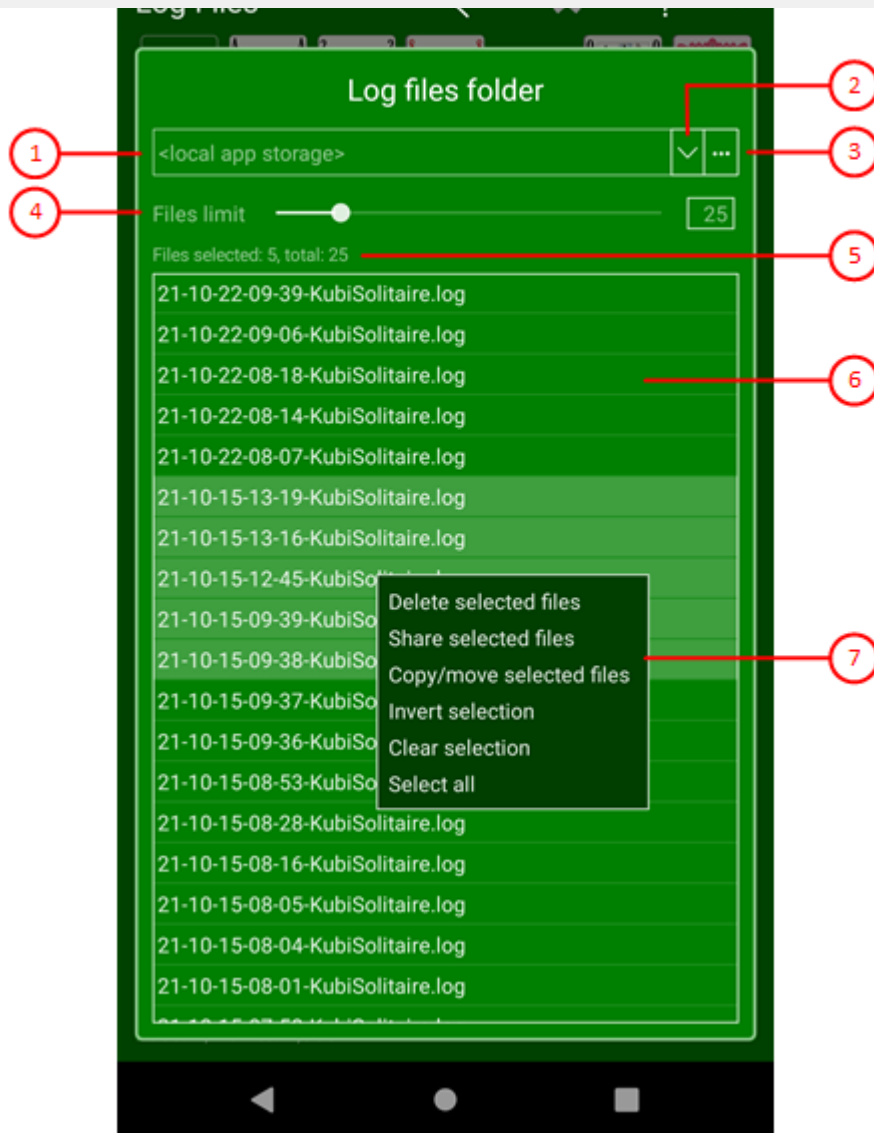 Log Files
Log files folder
2
1
<local app storage>
3
4
Files limit
25
Files selected: 5, total: 25
5
21-10-22-09-39-KubiSolitaire.log
21-10-22-09-06-KubiSolitaire.log
21-10-22-08-18-KubiSolitaire.log
6
21-10-22-08-14-KubiSolitaire.log
21-10-22-08-07-KubiSolitaire.log
21-10-15-13-19-KubiSolitaire.log
21-10-15-13-16-KubiSolitaire.log
21-10-15-12-45-KubiSo
Delete selected files
21-10-15-09-39-KubiSo
Share selected files
21-10-15-09-38-KubiSo
Copy/move selected files
7
21-10-15-09-37-KubiSo
Invert selection
21-10-15-09-36-KubiSo
Clear selection
21-10-15-08-53-KubiSo
Select all
21-10-15-08-28-KubiSolitaire.log
21-10-15-08-16-KubiSolitaire.log
21-10-15-08-05-KubiSolitaire.log
21-10-15-08-04-KubiSolitaire.log
21-10-15-08-01-KubiSolitaire.log